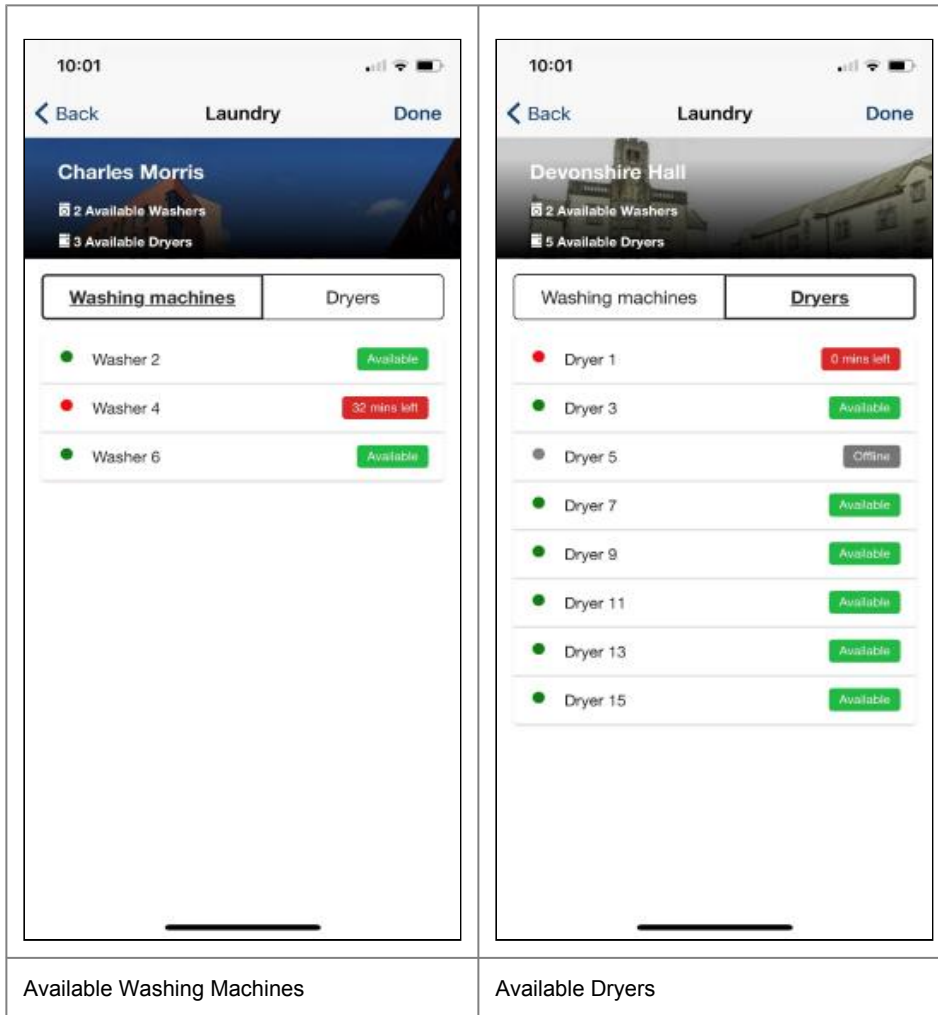 10:01
Back Laundry Done
Charles Morris
2 Available Washers
3 Available Dryers
Washing machines Dryers
Washer 2 Available
Washer 4 32 mins left
Washer 6 Available
Available Washing Machines
10:01
Back Laundry Done
Devonshire Hall
2 Available Washers
5 Available Dryers
Washing machines Dryers
Dryer 1 0 mins left
Dryer 3 Available
Dryer 5 Offline
Dryer 7 Available
Dryer 9 Available
Dryer 11 Available
Dryer 13 Available
Dryer 15 Available
Available Dryers